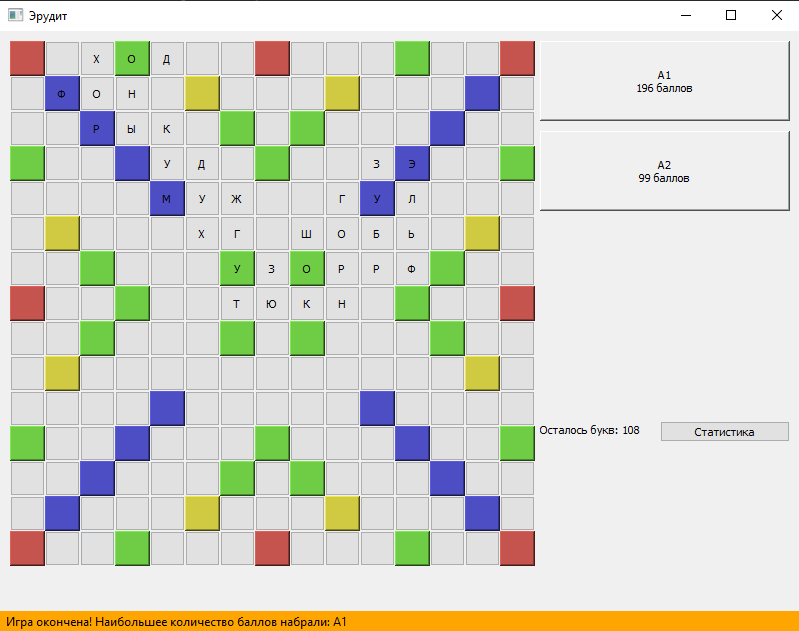 Эрудит
Х О Д
Ф О Н
Р Ы К
У Д З Э
М У Ж Г У Л
Х Г Ш О Б Ь
У З О Р Р Ф
Т Ю К Н
А1
196 баллов
А2
99 баллов
Осталось букв: 108
Статистика
Игра окончена! Наибольшее количество баллов набрали: А1